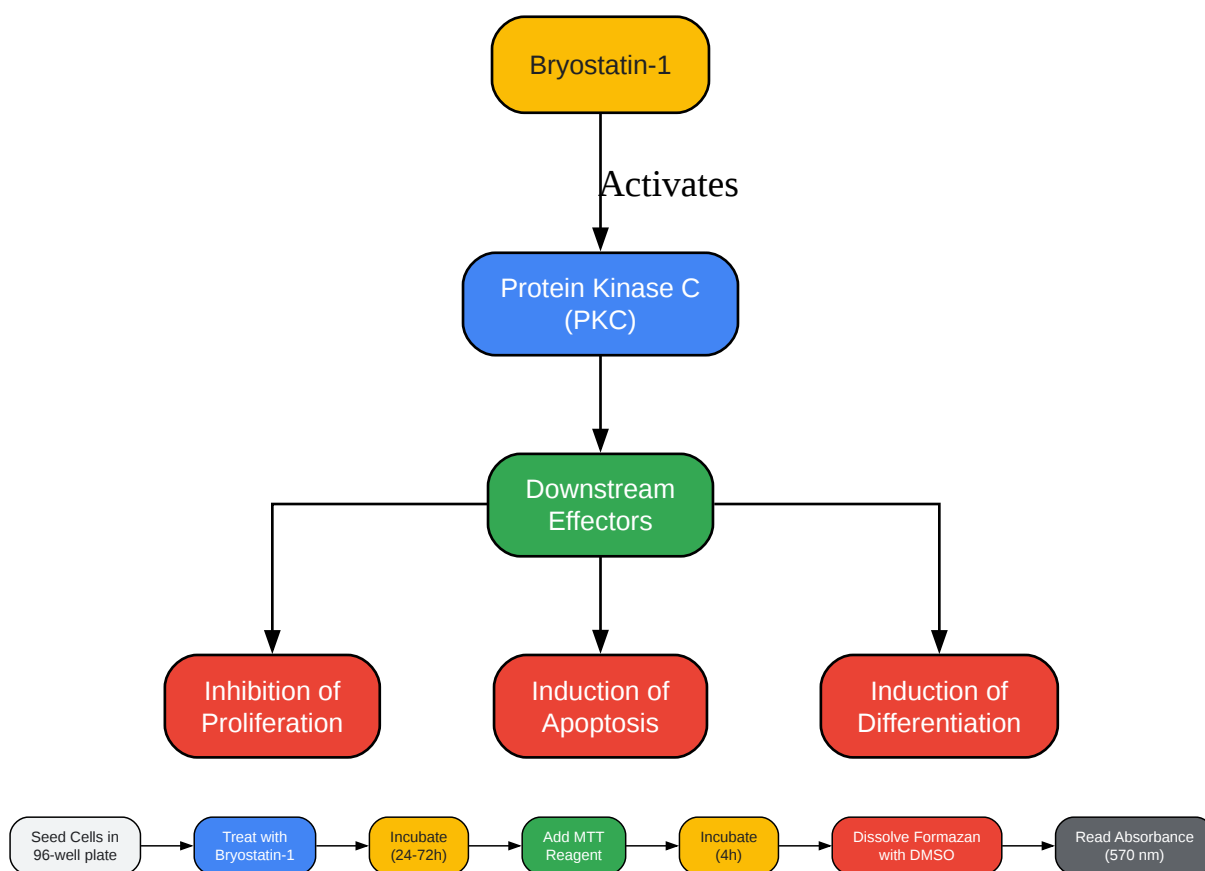 Bryostatin-1
Activates
Protein Kinase C
(PKC)
Downstream
Effectors
Inhibition of
Proliferation
Induction of
Apoptosis
Induction of
Differentiation
Seed Cells in
96-well plate
Treat with
Bryostatin-1
Incubate
(24-72h)
Add MTT
Reagent
Incubate
(4h)
Dissolve Formazan
with DMSO
Read Absorbance
(570 nm)